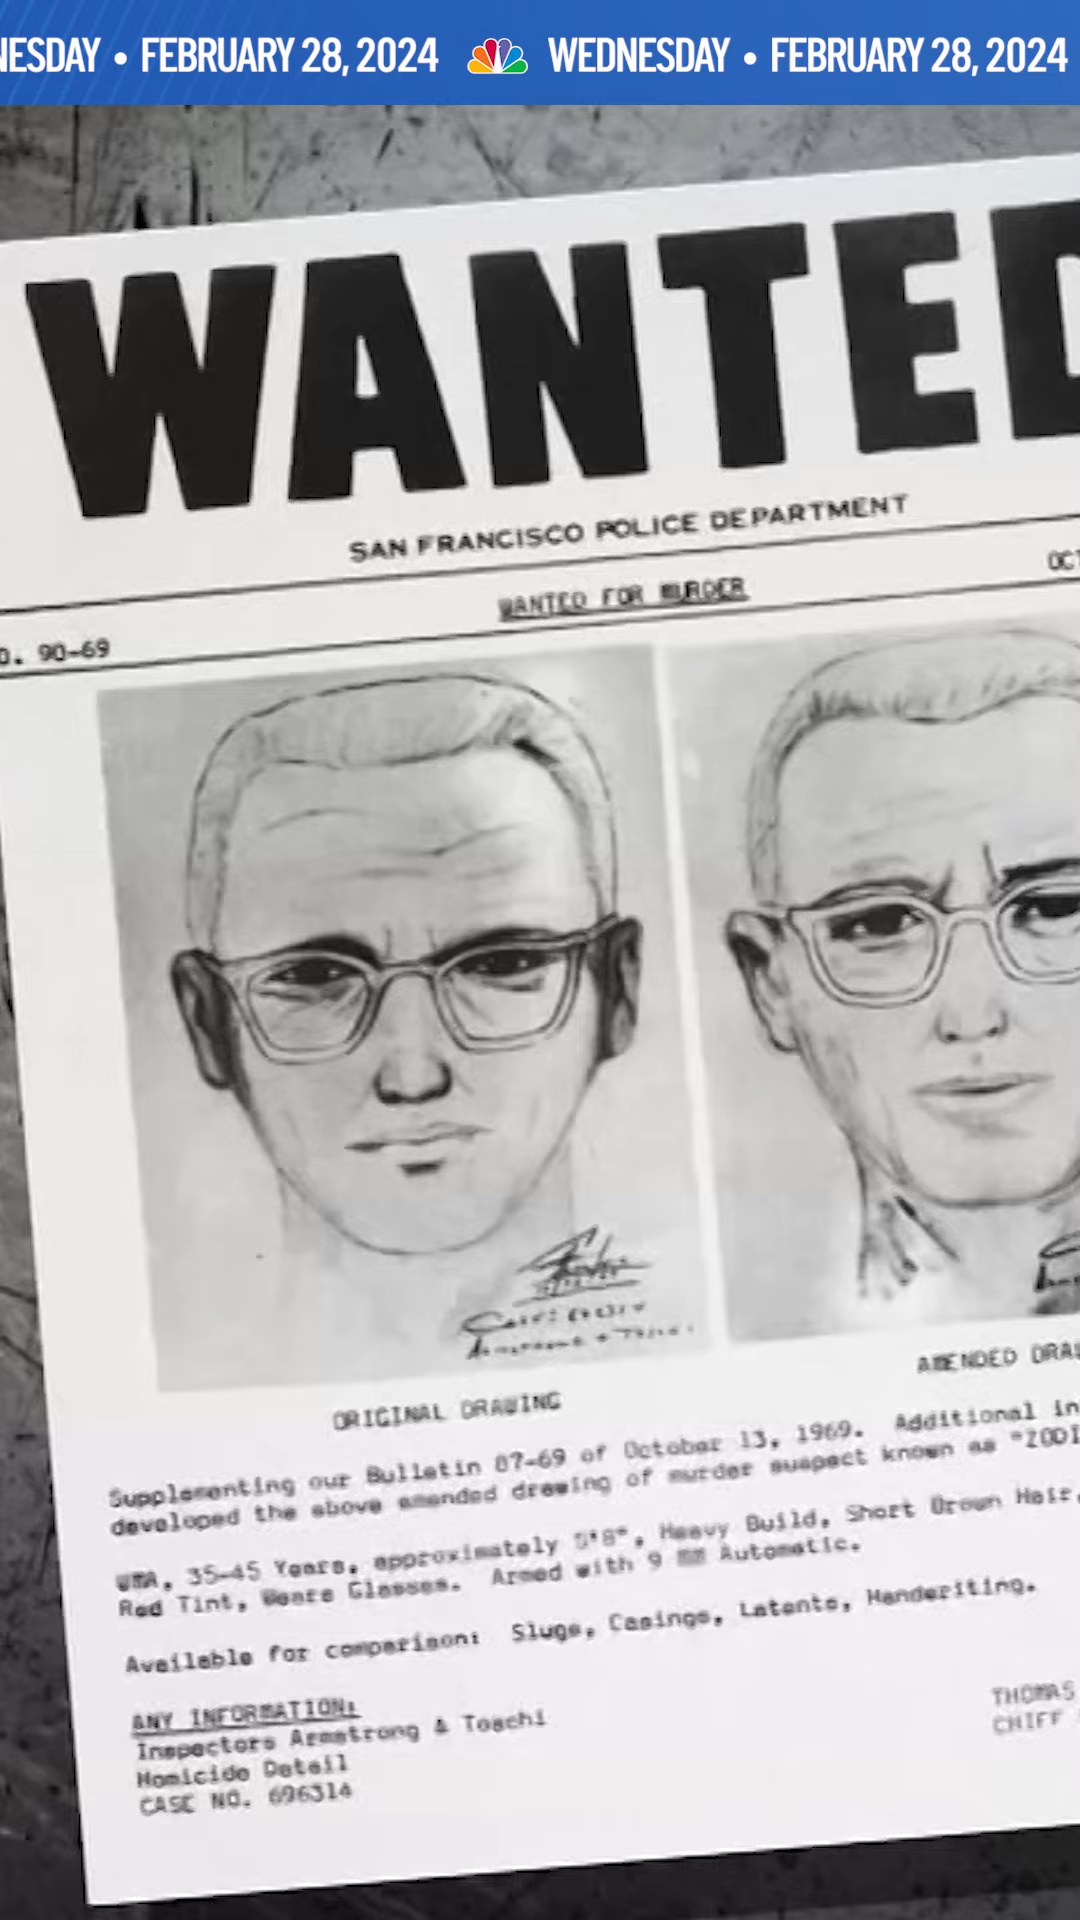 NESDAY • FEBRUARY 28, 2024 WEDNESDAY • FEBRUARY 28, 2024
WANTED
SAN FRANCISCO POLICE DEPARTMENT
O. 90-69 WANTED FOR MURDER OCT
ORIGINAL DRAWING AMENDED DRAW
Supplementing our Bulletin 87-69 of October 13, 1969. Additional in
developed the above amended drawing of murder suspect known as "ZODI
WMA, 35-45 Years, approximately 5'8", Heavy Build, Short Brown Hair,
Red Tint, Wears Glasses. Armed with 9 mm Automatic.
Available for comparison: Slugs, Casings, Latents, Handwriting.
ANY INFORMATION:
Inspectors Armstrong & Toschi
Homicide Detail
CASE NO. 696314
THOMAS
CHIEF